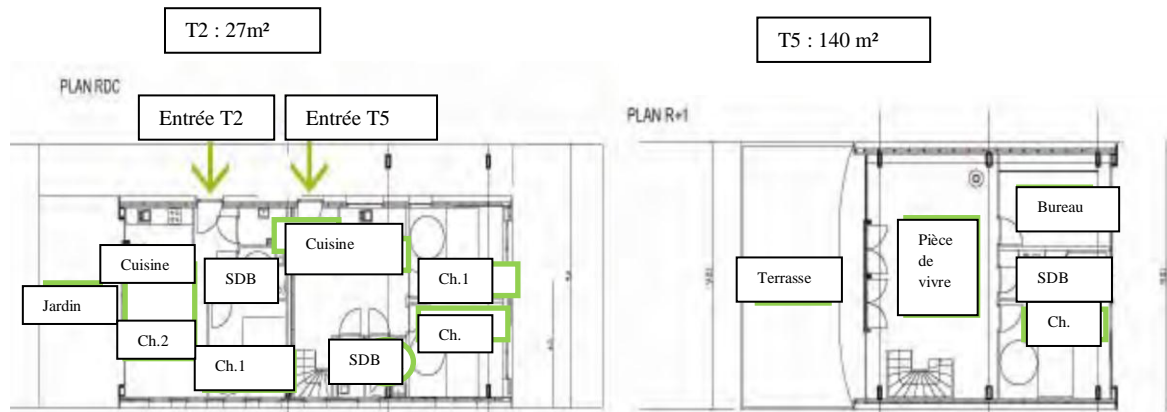 T2 : 27m²
T5 : 140 m²
PLAN RDC
Entrée T2
Entrée T5
PLAN R+1
Cuisine
Cuisine
SDB
Ch.1
Jardin
Ch.2
Ch.1
SDB
Ch.
Bureau
Pièce
de
vivre
Terrasse
SDB
Ch.